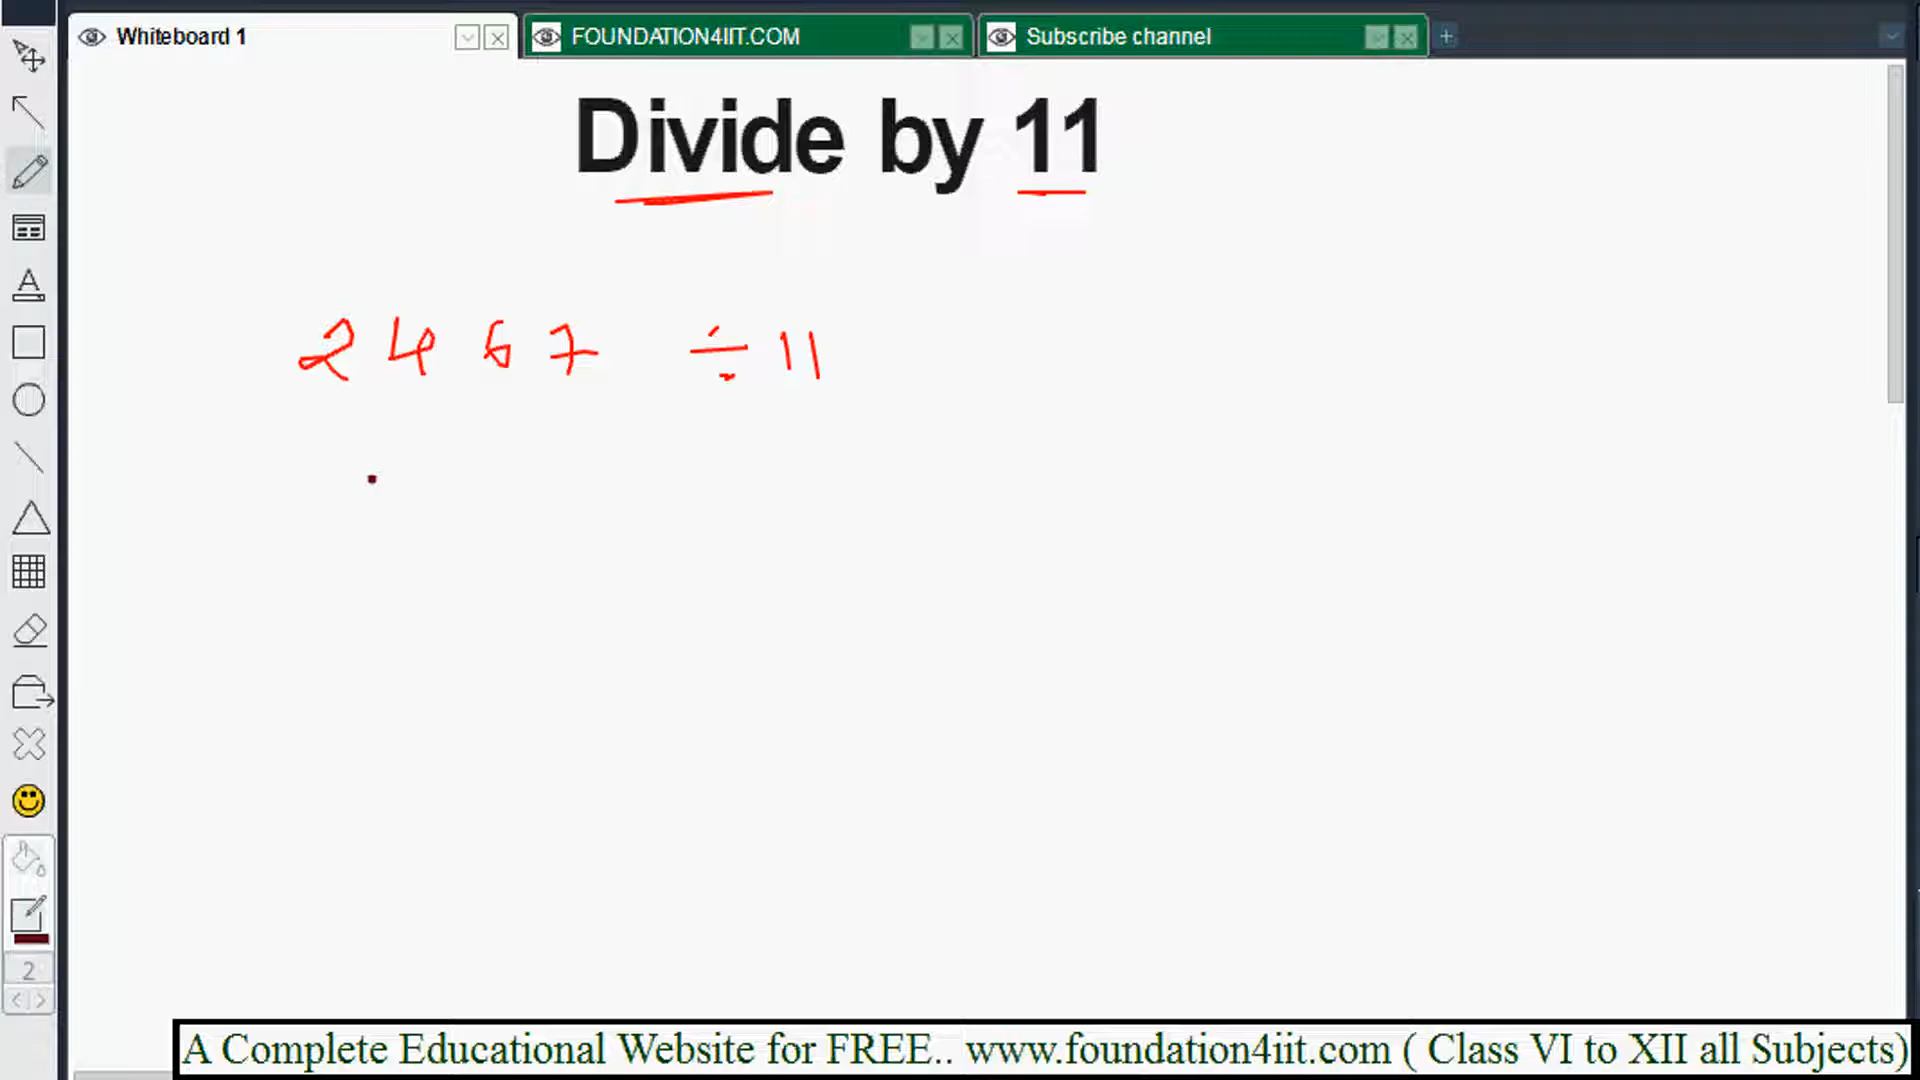 Whiteboard 1
FOUNDATION4IIT.COM
Subscribe channel
Divide by 11
2467 ÷ 11
2
A Complete Educational Website for FREE.. www.foundation4iit.com ( Class VI to XII all Subjects)